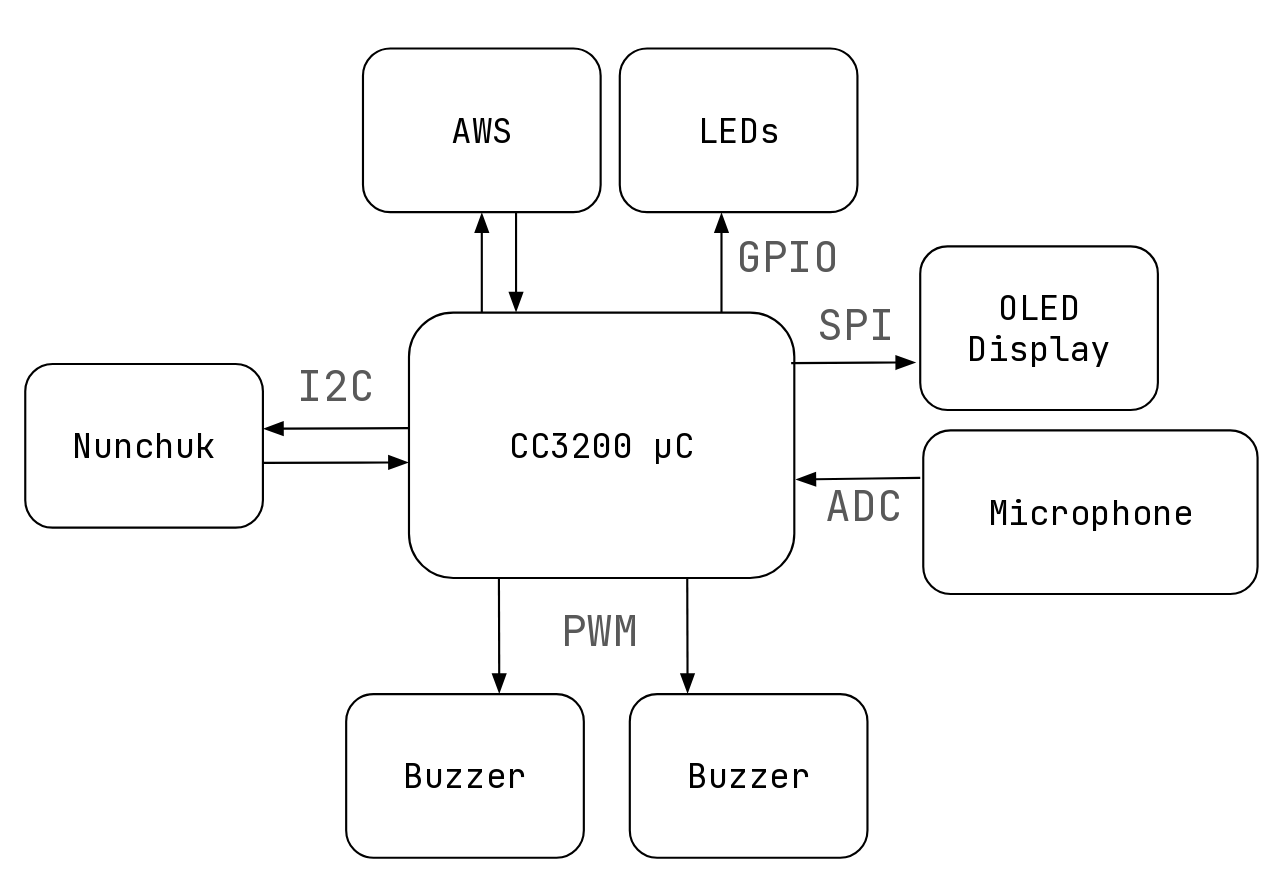 AWS
LEDs
GPIO
SPI
OLED
Display
I2C
Nunchuk
CC3200 µC
ADC
Microphone
PWM
Buzzer
Buzzer